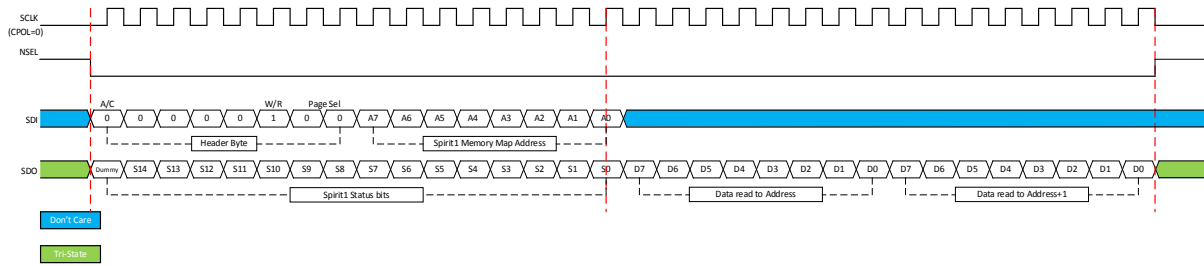 SCLK
(CPOL=0)
NSEL
A/C W/R Page Sel
SDI 0 0 0 0 0 1 0 0 A7 A6 A5 A4 A3 A2 A1 A0
Header Byte Spirit1 Memory Map Address
SDO Dummy S14 S13 S12 S11 S10 S9 S8 S7 S6 S5 S4 S3 S2 S1 S0 D7 D6 D5 D4 D3 D2 D1 D0 D7 D6 D5 D4 D3 D2 D1 D0
Spirit1 Status bits Data read to Address Data read to Address+1
Don't Care
Tri-State